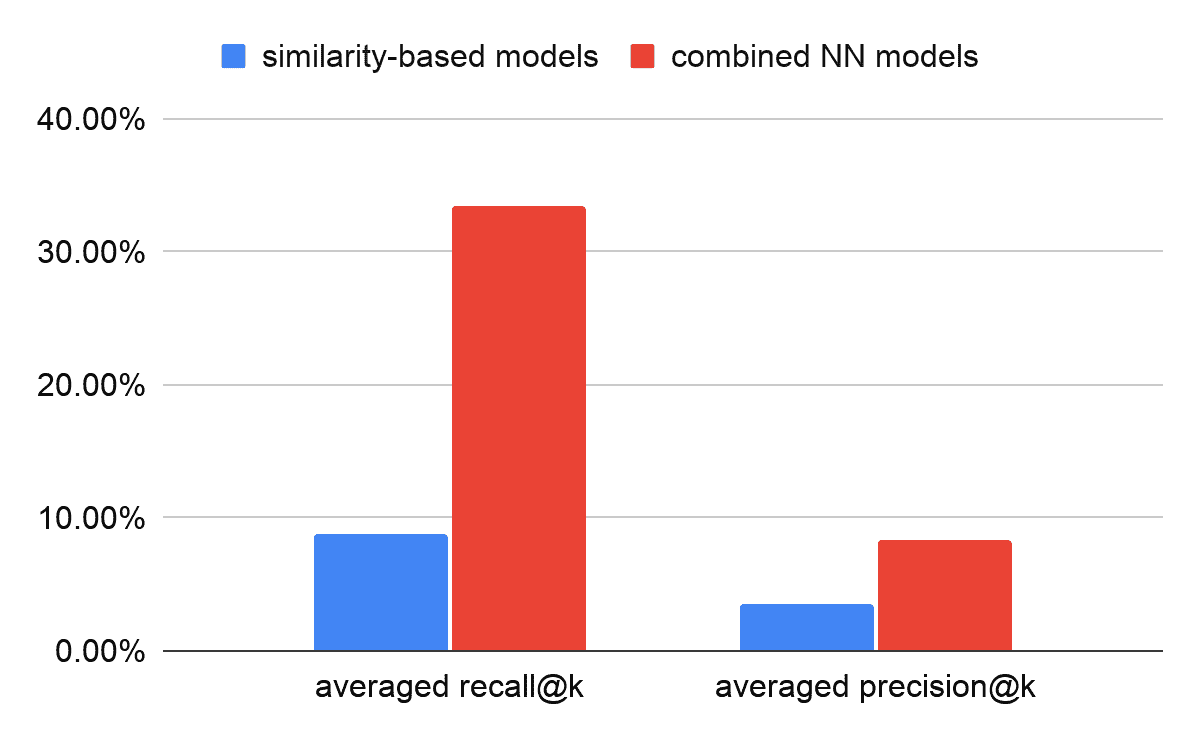 similarity-based models combined NN models
40.00%
30.00%
20.00%
10.00%
0.00%
averaged recall@k averaged precision@k